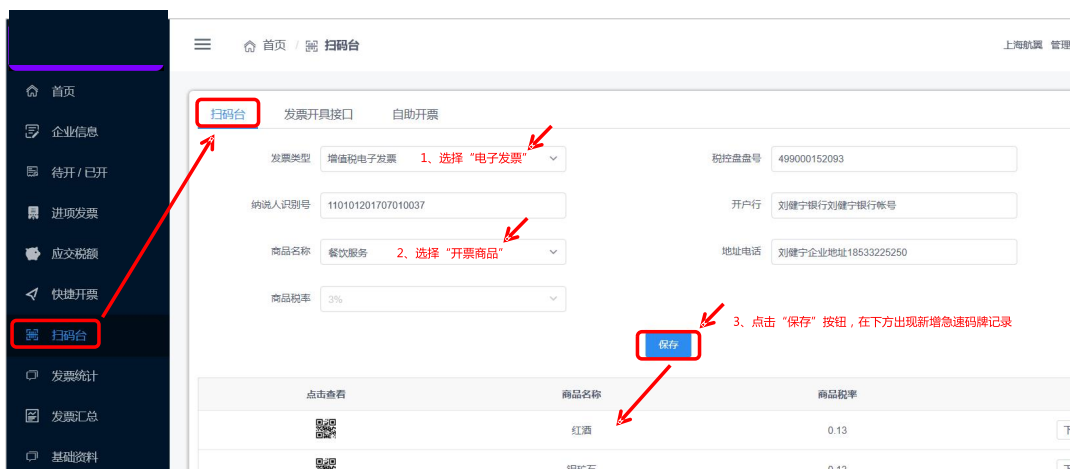 首页 / 扫码台
上海航翼 管理
首页
企业信息
待开 / 已开
进项发票
应交税额
快捷开票
扫码台
发票统计
发票汇总
基础资料
扫码台 发票开具接口 自助开票
发票类型 增值税电子发票 1、选择“电子发票” 税控盘盘号 499000152093
纳税人识别号 110101201707010037 开户行 刘健宁银行刘健宁银行帐号
商品名称 餐饮服务 2、选择“开票商品” 地址电话 刘健宁企业地址18533225250
商品税率 3%
3、点击“保存”按钮，在下方出现新增急速码牌记录
保存
点击查看 商品名称 商品税率
红酒 0.13 下